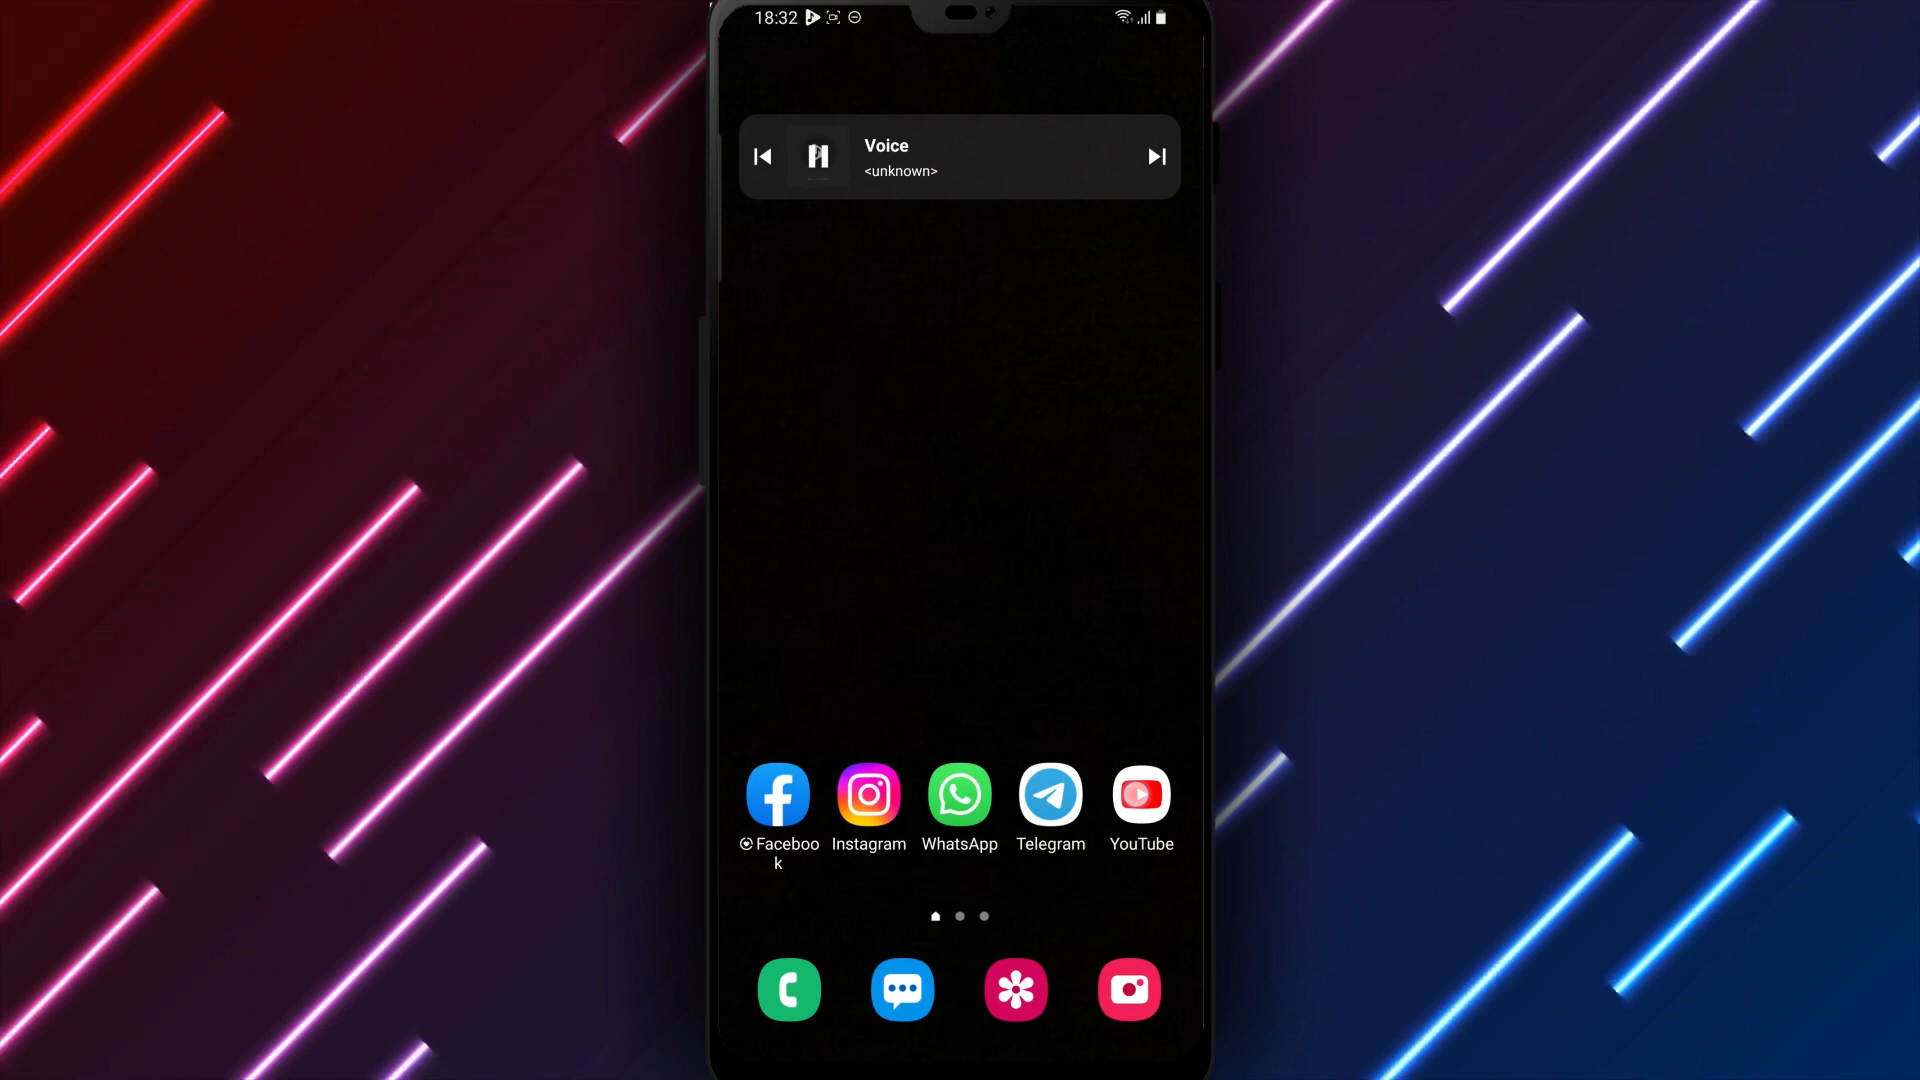 18:32
Voice
<unknown>
Faceboo
k
Instagram
WhatsApp
Telegram
YouTube